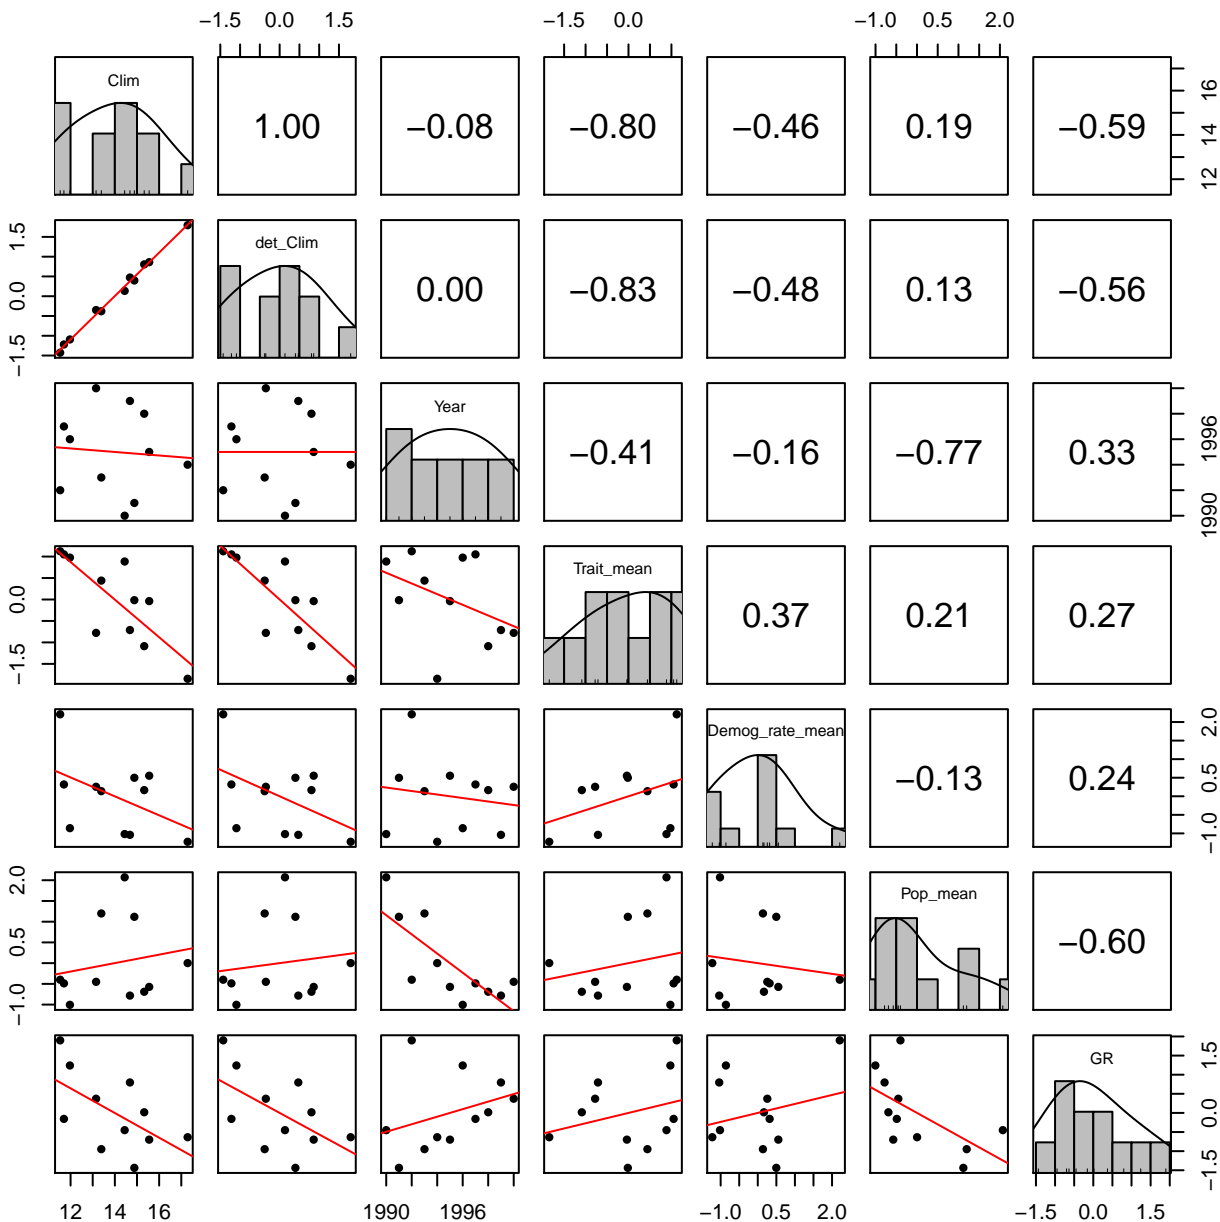 −1.5 0.0 1.5 −1.5 0.0 −1.0 0.5 2.0
Clim 1.00 −0.08 −0.80 −0.46 0.19 −0.59 12 14 16
−1.5 0.0 1.5 det_Clim 0.00 −0.83 −0.48 0.13 −0.56
Year −0.41 −0.16 −0.77 0.33 1990 1996
−1.5 0.0 Trait_mean 0.37 0.21 0.27
Demog_rate_mean −0.13 0.24 −1.0 0.5 2.0
−1.0 0.5 2.0 Pop_mean −0.60
GR −1.5 0.0 1.5
12 14 16 1990 1996 −1.0 0.5 2.0 −1.5 0.0 1.5